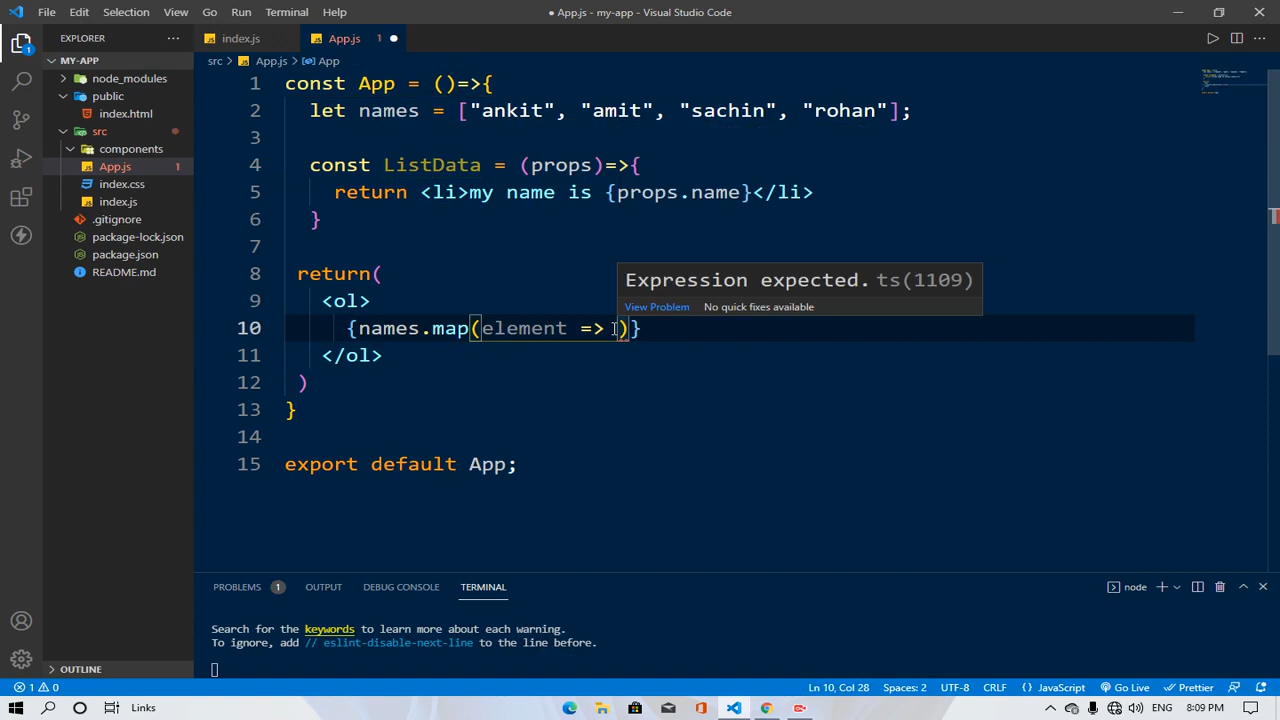 File Edit Selection View Go Run Terminal Help
● App.js - my-app - Visual Studio Code
EXPLORER
index.js
App.js 1
MY-APP
node_modules
public
index.html
src
components
App.js 1
index.css
index.js
.gitignore
package-lock.json
package.json
README.md
OUTLINE
src > App.js > App
1 const App = ()=>{
2 let names = ["ankit", "amit", "sachin", "rohan"];
3
4 const ListData = (props)=>{
5 return <li>my name is {props.name}</li>
6 }
7
8 return(
Expression expected. ts(1109)
View Problem No quick fixes available
9 <ol>
10 {names.map(element => )}
11 </ol>
12 )
13 }
14
15 export default App;
PROBLEMS 1 OUTPUT DEBUG CONSOLE TERMINAL
node
Search for the keywords to learn more about each warning.
To ignore, add // eslint-disable-next-line to the line before.
1 0
Ln 10, Col 28 Spaces: 2 UTF-8 CRLF {} JavaScript Go Live Prettier
Links
ENG 8:09 PM